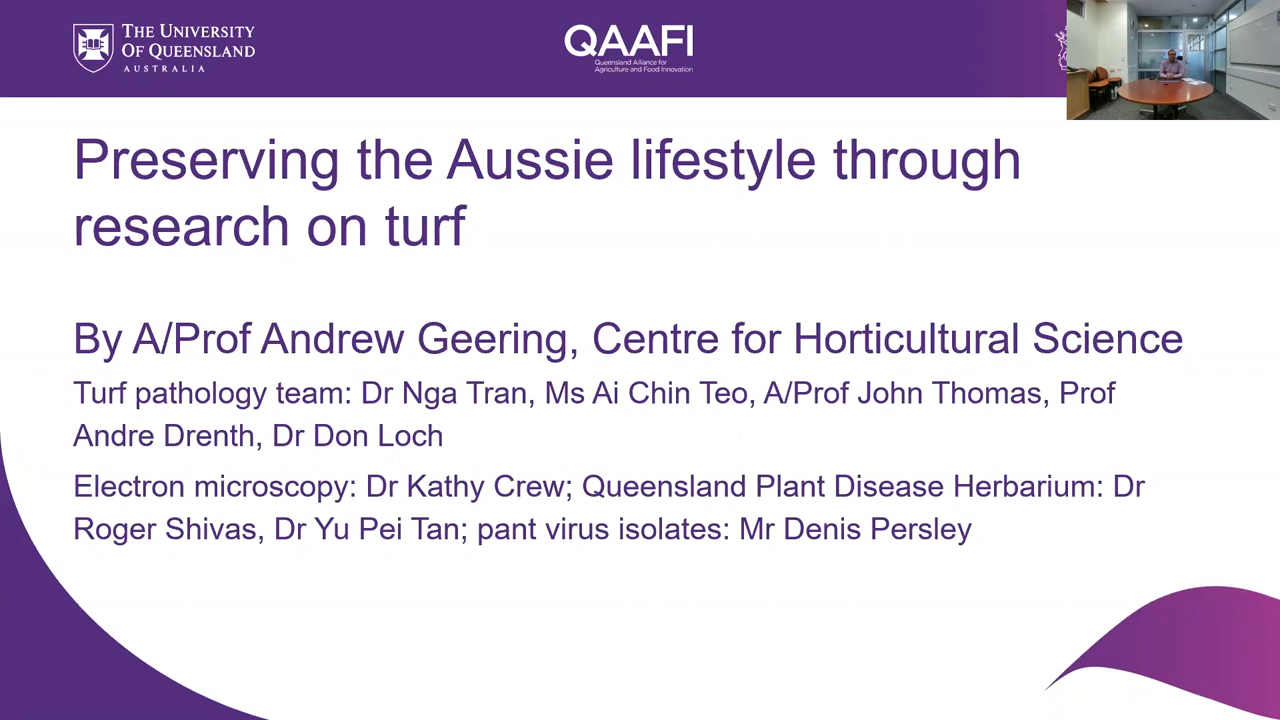 THE UNIVERSITY
OF QUEENSLAND
AUSTRALIA
QAAFI
Queensland Alliance for
Agriculture and Food Innovation
Preserving the Aussie lifestyle through
research on turf
By A/Prof Andrew Geering, Centre for Horticultural Science
Turf pathology team: Dr Nga Tran, Ms Ai Chin Teo, A/Prof John Thomas, Prof
Andre Drenth, Dr Don Loch
Electron microscopy: Dr Kathy Crew; Queensland Plant Disease Herbarium: Dr
Roger Shivas, Dr Yu Pei Tan; pant virus isolates: Mr Denis Persley